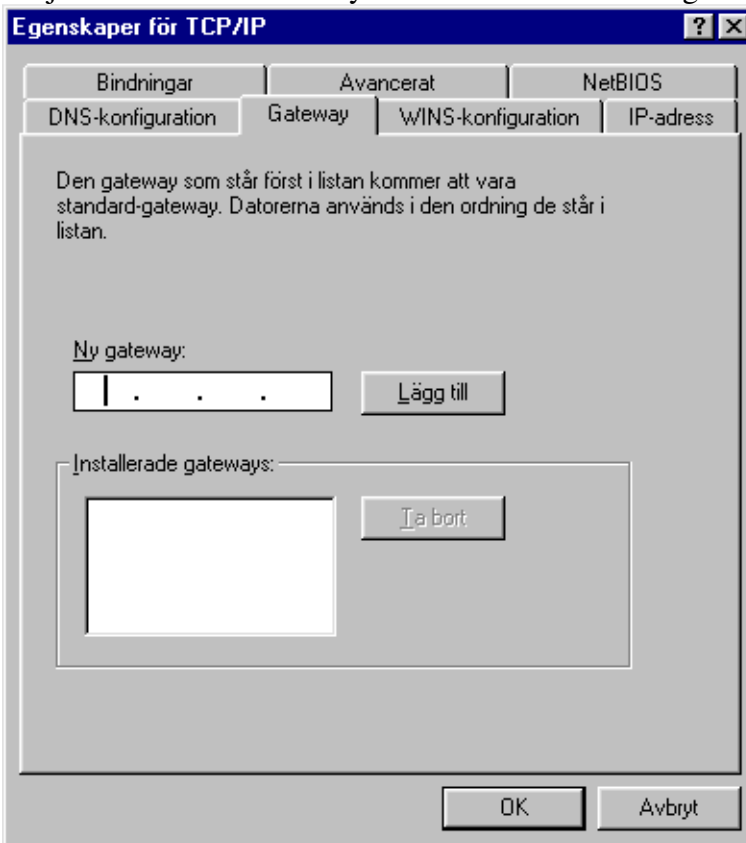 Egenskaper för TCP/IP
Bindningar Avancerat NetBIOS
DNS-konfiguration Gateway WINS-konfiguration IP-adress
Den gateway som står först i listan kommer att vara
standard-gateway. Datorerna används i den ordning de står i
listan.
Ny gateway:
. . .
Lägg till
Installerade gateways:
Ta bort
OK Avbryt